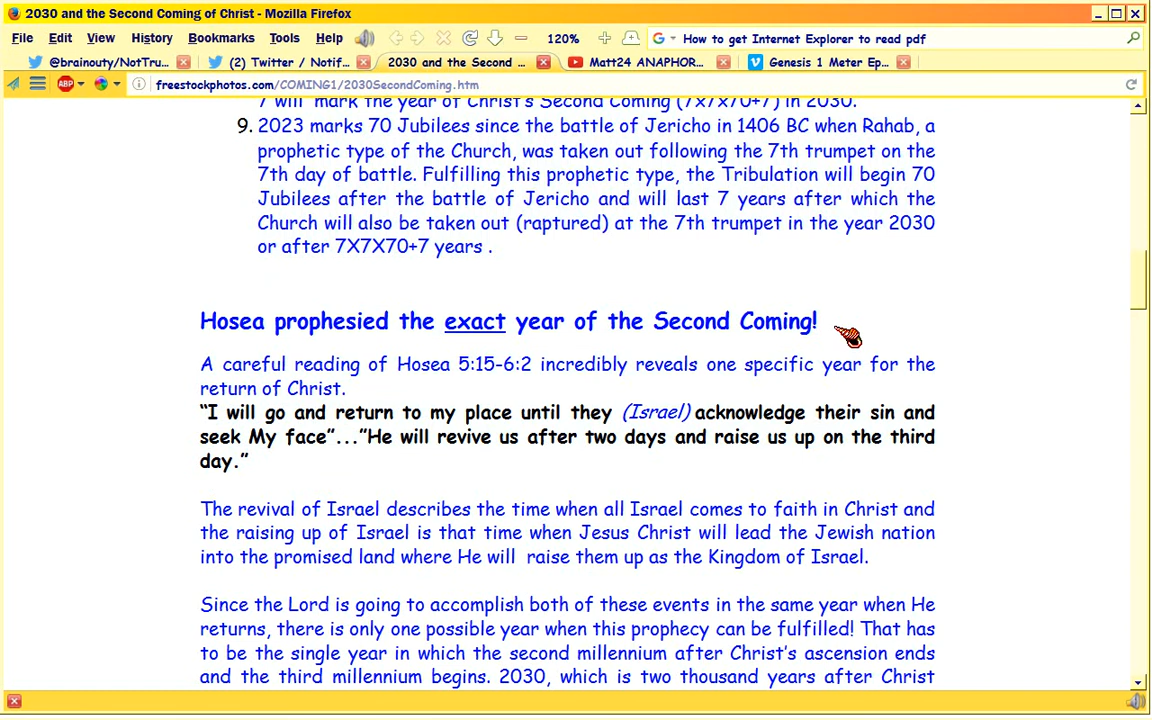 2030 and the Second Coming of Christ - Mozilla Firefox
File Edit View History Bookmarks Tools Help 120% G How to get Internet Explorer to read pdf
@brainouty/NotTru... (2) Twitter / Notif... 2030 and the Second ... Matt24 ANAPHOR... Genesis 1 Meter Ep...
ABP freestockphotos.com/COMING1/2030SecondComing.htm
7 will mark the year of Christ's Second Coming (7x7x70+7) in 2030.
9. 2023 marks 70 Jubilees since the battle of Jericho in 1406 BC when Rahab, a
prophetic type of the Church, was taken out following the 7th trumpet on the
7th day of battle. Fulfilling this prophetic type, the Tribulation will begin 70
Jubilees after the battle of Jericho and will last 7 years after which the
Church will also be taken out (raptured) at the 7th trumpet in the year 2030
or after 7X7X70+7 years .
Hosea prophesied the exact year of the Second Coming!
A careful reading of Hosea 5:15-6:2 incredibly reveals one specific year for the
return of Christ.
“I will go and return to my place until they (Israel) acknowledge their sin and
seek My face”...”He will revive us after two days and raise us up on the third
day.”
The revival of Israel describes the time when all Israel comes to faith in Christ and
the raising up of Israel is that time when Jesus Christ will lead the Jewish nation
into the promised land where He will raise them up as the Kingdom of Israel.
Since the Lord is going to accomplish both of these events in the same year when He
returns, there is only one possible year when this prophecy can be fulfilled! That has
to be the single year in which the second millennium after Christ's ascension ends
and the third millennium begins. 2030, which is two thousand years after Christ